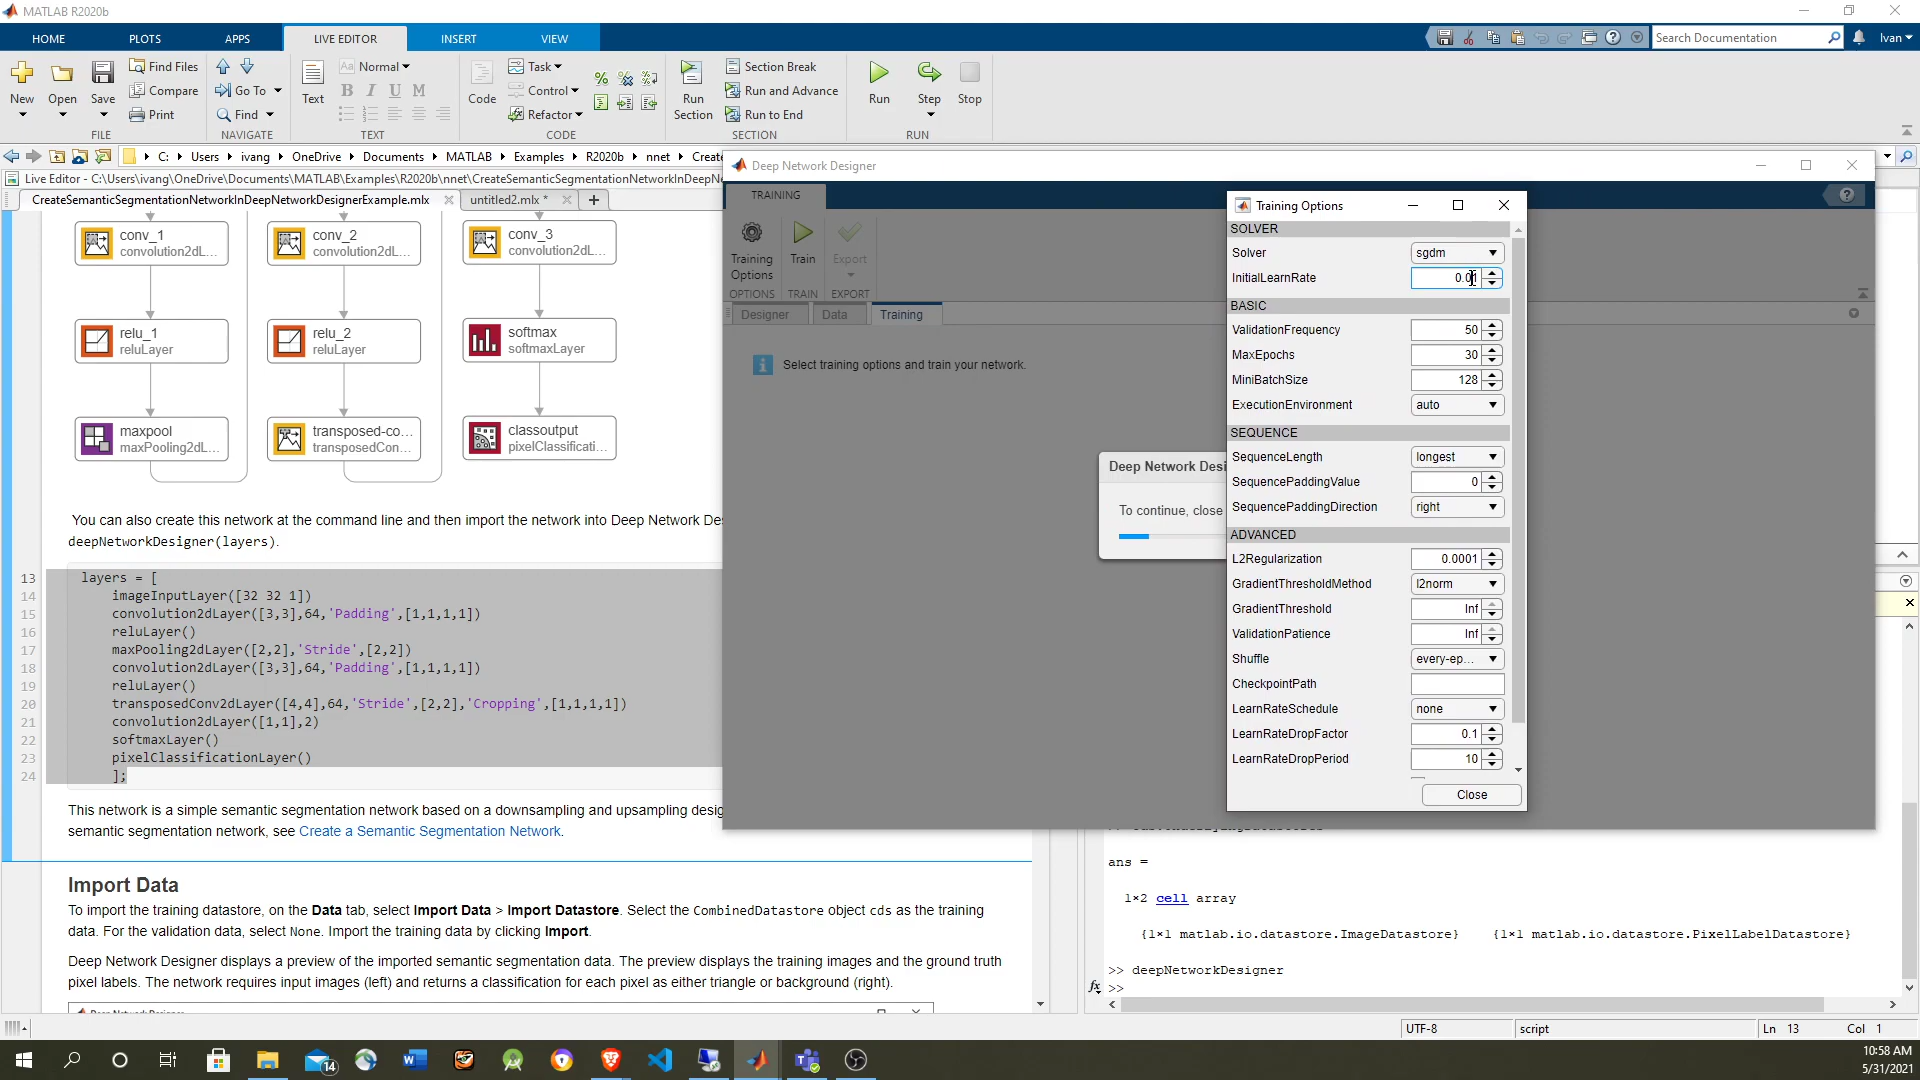 MATLAB R2020b
HOME
PLOTS
APPS
LIVE EDITOR
INSERT
VIEW
Search Documentation
Ivan
New
Open
Save
Find Files
Compare
Print
FILE
Go To
Find
NAVIGATE
Text
Aa Normal
B I U M
TEXT
Code
Task
Control
Refactor
CODE
Run Section
Section Break
Run and Advance
Run to End
SECTION
Run
Step
Stop
RUN
C: Users ivang OneDrive Documents MATLAB Examples R2020b nnet Create
Live Editor - C:\Users\ivang\OneDrive\Documents\MATLAB\Examples\R2020b\nnet\CreateSemanticSegmentationNetworkInDeepNe
CreateSemanticSegmentationNetworkInDeepNetworkDesignerExample.mlx
untitled2.mlx *
conv_1
convolution2dL...
conv_2
convolution2dL...
conv_3
convolution2dL...
relu_1
reluLayer
relu_2
reluLayer
softmax
softmaxLayer
maxpool
maxPooling2dL...
transposed-co...
transposedCon...
classoutput
pixelClassificati...
You can also create this network at the command line and then import the network into Deep Network De
deepNetworkDesigner(layers).
13 layers = [
14 imageInputLayer([32 32 1])
15 convolution2dLayer([3,3],64,'Padding',[1,1,1,1])
16 reluLayer()
17 maxPooling2dLayer([2,2],'Stride',[2,2])
18 convolution2dLayer([3,3],64,'Padding',[1,1,1,1])
19 reluLayer()
20 transposedConv2dLayer([4,4],64,'Stride',[2,2],'Cropping',[1,1,1,1])
21 convolution2dLayer([1,1],2)
22 softmaxLayer()
23 pixelClassificationLayer()
24 ];
This network is a simple semantic segmentation network based on a downsampling and upsampling desig
semantic segmentation network, see Create a Semantic Segmentation Network.
Import Data
To import the training datastore, on the Data tab, select Import Data > Import Datastore. Select the CombinedDatastore object cds as the training
data. For the validation data, select None. Import the training data by clicking Import.
Deep Network Designer displays a preview of the imported semantic segmentation data. The preview displays the training images and the ground truth
pixel labels. The network requires input images (left) and returns a classification for each pixel as either triangle or background (right).
Deep Network Designer
TRAINING
Training Options
Train
Export
OPTIONS
TRAIN
EXPORT
Designer
Data
Training
Select training options and train your network.
Deep Network Desi
To continue, close
Training Options
SOLVER
Solver sgdm
InitialLearnRate 0.01
BASIC
ValidationFrequency 50
MaxEpochs 30
MiniBatchSize 128
ExecutionEnvironment auto
SEQUENCE
SequenceLength longest
SequencePaddingValue 0
SequencePaddingDirection right
ADVANCED
L2Regularization 0.0001
GradientThresholdMethod l2norm
GradientThreshold Inf
ValidationPatience Inf
Shuffle every-ep...
CheckpointPath
LearnRateSchedule none
LearnRateDropFactor 0.1
LearnRateDropPeriod 10
Close
ans =
1×2 cell array
{1×1 matlab.io.datastore.ImageDatastore} {1×1 matlab.io.datastore.PixelLabelDatastore}
>> deepNetworkDesigner
fx >>
UTF-8
script
Ln 13 Col 1
14
10:58 AM
5/31/2021